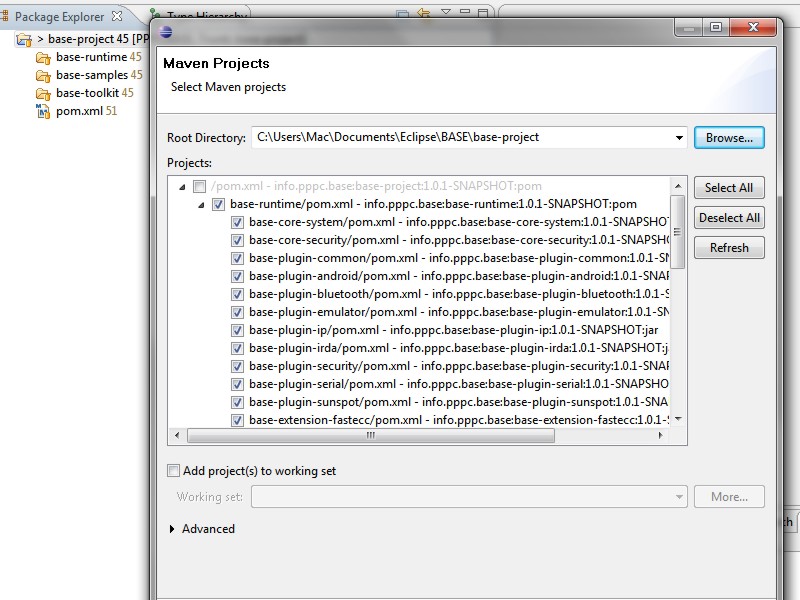 Package Explorer
Type Hierarchy
> base-project 45 [PP
base-runtime 45
base-samples 45
base-toolkit 45
pom.xml 51
Maven Projects
Select Maven projects
Root Directory: C:\Users\Mac\Documents\Eclipse\BASE\base-project
Browse...
Projects:
/pom.xml - info.pppc.base:base-project:1.0.1-SNAPSHOT:pom
base-runtime/pom.xml - info.pppc.base:base-runtime:1.0.1-SNAPSHOT:pom
base-core-system/pom.xml - info.pppc.base:base-core-system:1.0.1-SNAPSHO
base-core-security/pom.xml - info.pppc.base:base-core-security:1.0.1-SNAP
base-plugin-common/pom.xml - info.pppc.base:base-plugin-common:1.0.1-SN
base-plugin-android/pom.xml - info.pppc.base:base-plugin-android:1.0.1-SNA
base-plugin-bluetooth/pom.xml - info.pppc.base:base-plugin-bluetooth:1.0.1-S
base-plugin-emulator/pom.xml - info.pppc.base:base-plugin-emulator:1.0.1-SN
base-plugin-ip/pom.xml - info.pppc.base:base-plugin-ip:1.0.1-SNAPSHOT:jar
base-plugin-irda/pom.xml - info.pppc.base:base-plugin-irda:1.0.1-SNAPSHOT:j
base-plugin-security/pom.xml - info.pppc.base:base-plugin-security:1.0.1-SNA
base-plugin-serial/pom.xml - info.pppc.base:base-plugin-serial:1.0.1-SNAPSHO
base-plugin-sunspot/pom.xml - info.pppc.base:base-plugin-sunspot:1.0.1-SNA
base-extension-fastecc/pom.xml - info.pppc.base:base-extension-fastecc:1.0.1-
Select All
Deselect All
Refresh
Add project(s) to working set
Working set:
More...
Advanced